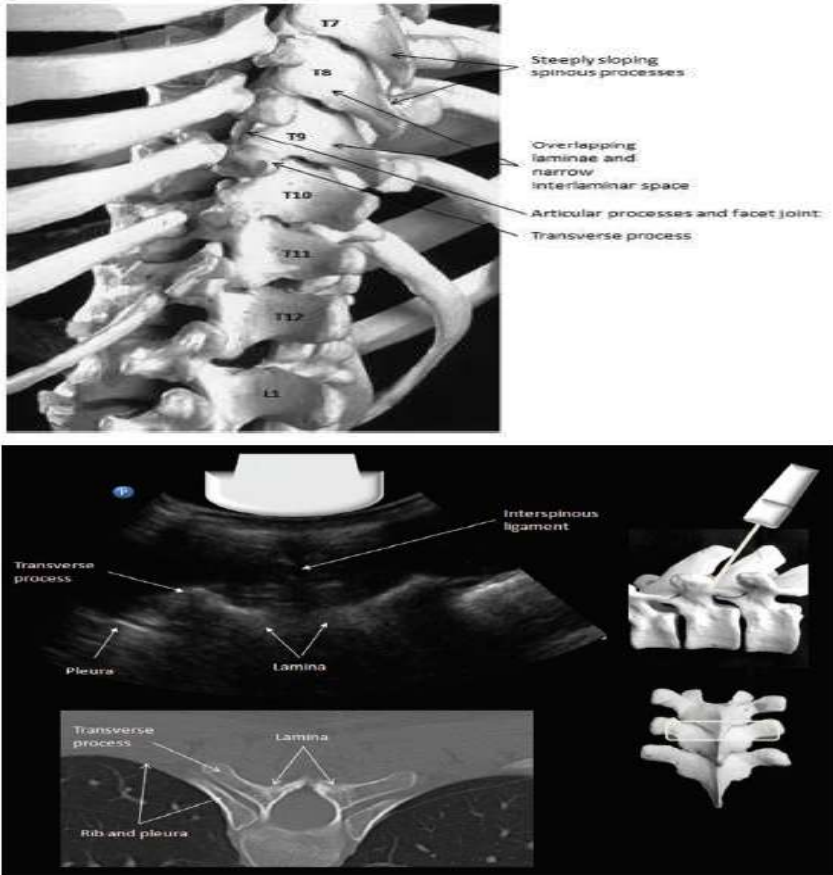 T7
T8
T9
T10
T11
T12
L1
Steeply sloping
spinous processes
Overlapping
laminae and
narrow
interlaminar space
Articular processes and facet joint
Transverse process
P
Interspinous
ligament
Transverse
process
Pleura
Lamina
Transverse
process
Lamina
Rib and pleura